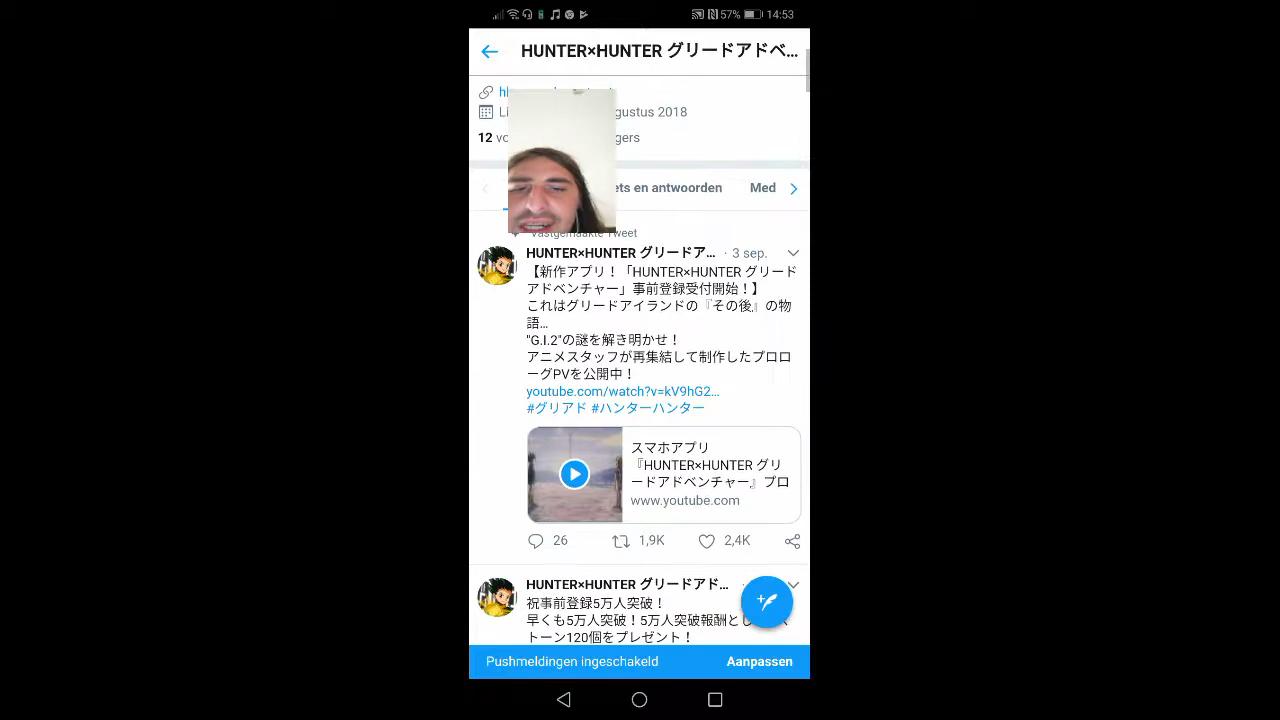 57% 14:53
HUNTER×HUNTER グリードアドベ...
gustus 2018
12
gers
ets en antwoorden Med
Tweet
HUNTER×HUNTER グリードア... · 3 sep.
【新作アプリ！「HUNTER×HUNTER グリード
アドベンチャー」事前登録受付開始！】
これはグリードアイランドの『その後』の物
語...
"G.I.2"の謎を解き明かせ！
アニメスタッフが再集結して制作したプロロ
ーグPVを公開中！
youtube.com/watch?v=kV9hG2...
#グリアド #ハンターハンター
スマホアプリ
『HUNTER×HUNTER グリ
ードアドベンチャー』プロ
www.youtube.com
26 1,9K 2,4K
HUNTER×HUNTER グリードアド...
祝事前登録5万人突破！
早くも5万人突破！5万人突破報酬とし
トーン120個をプレゼント！
Pushmeldingen ingeschakeld Aanpassen